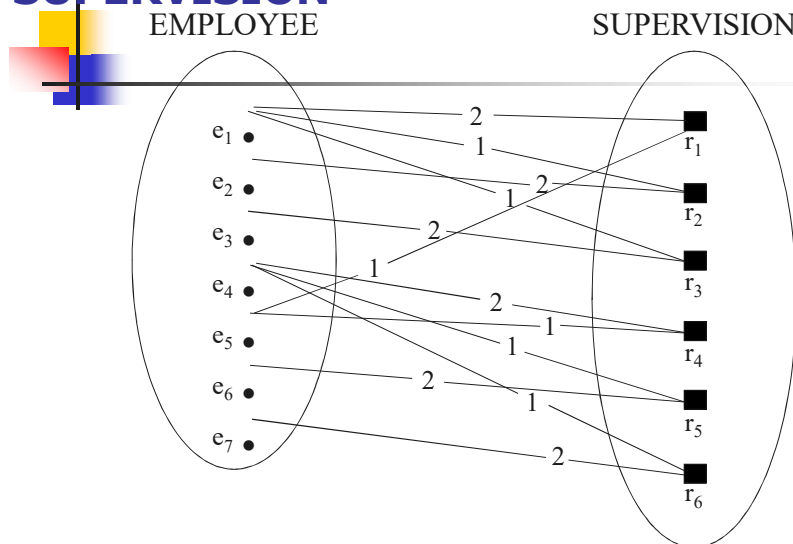 SUPERVISION
EMPLOYEE SUPERVISION
2
e₁ r₁
1
e₂ 2
1 r₂
e₃ 2
1 r₃
e₄ 2
1
e₅ 1 r₄
2
e₆ 1 r₅
e₇ 2
r₆